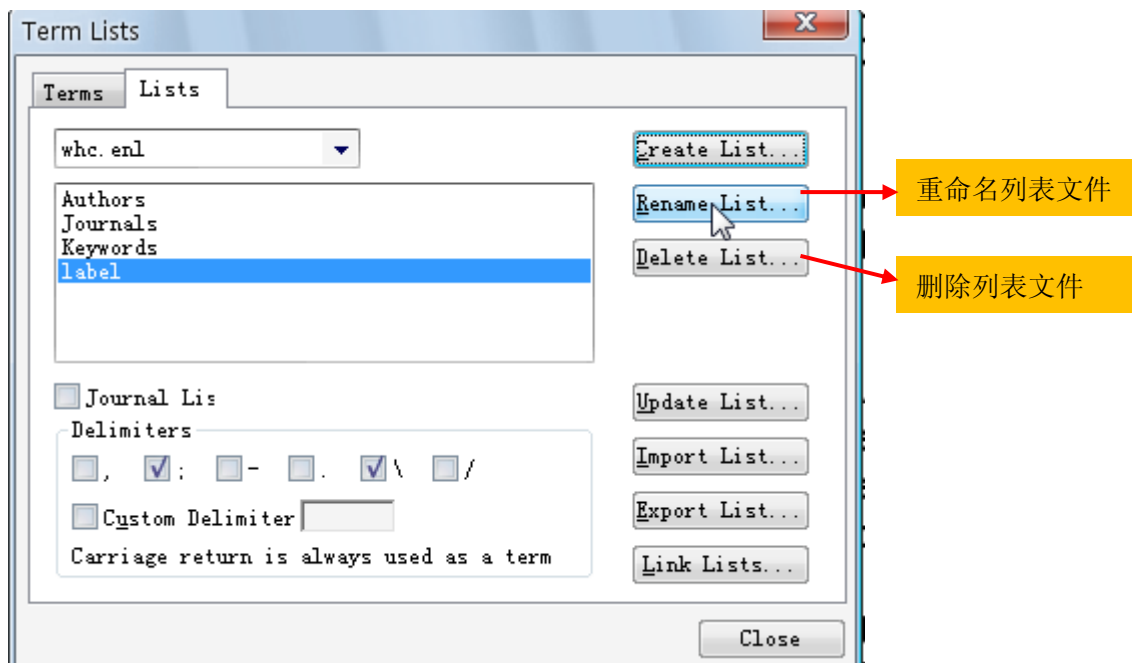 Term Lists
Terms Lists
whc.enl
Create List...
Authors
Journals
Keywords
label
Rename List...
重命名列表文件
Delete List...
删除列表文件
Journal Lis
Update List...
Delimiters
, ; - . \ /
Import List...
Custom Delimiter
Export List...
Carriage return is always used as a term
Link Lists...
Close